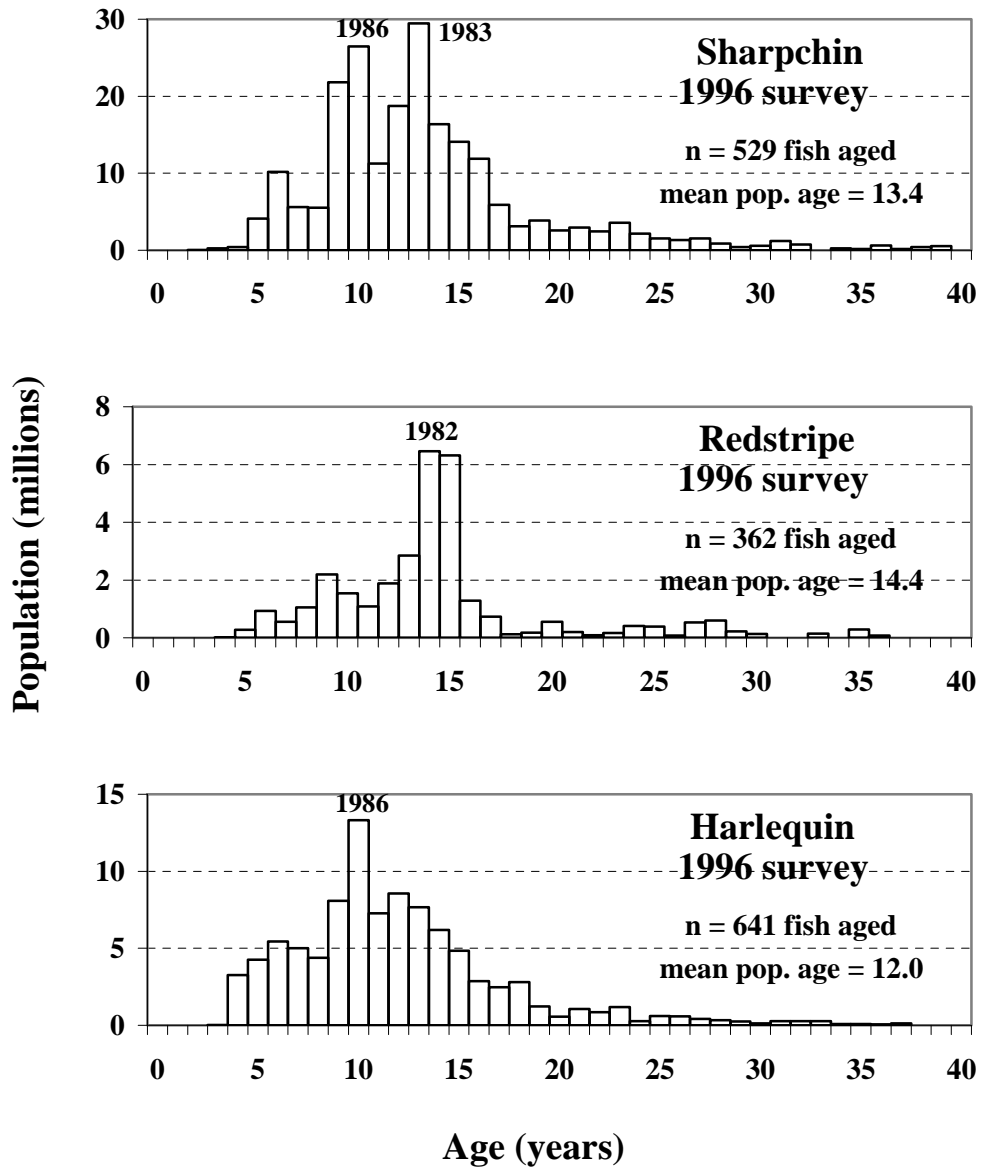 30
20
10
0
1986
1983
Sharpchin
1996 survey
n = 529 fish aged
mean pop. age = 13.4
0 5 10 15 20 25 30 35 40
Population (millions)
8
6
4
2
0
1982
Redstripe
1996 survey
n = 362 fish aged
mean pop. age = 14.4
0 5 10 15 20 25 30 35 40
15
10
5
0
1986
Harlequin
1996 survey
n = 641 fish aged
mean pop. age = 12.0
0 5 10 15 20 25 30 35 40
Age (years)